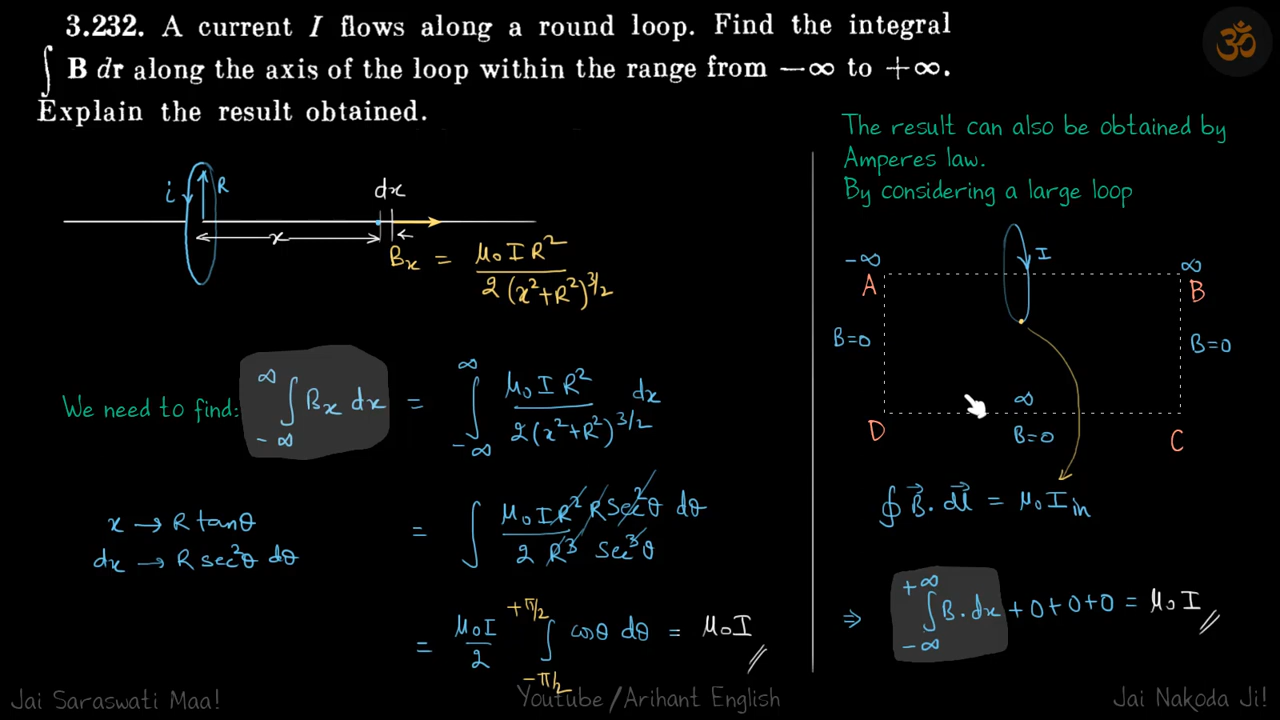 3.232. A current I flows along a round loop. Find the integral
∫ B dr along the axis of the loop within the range from −∞ to +∞.
Explain the result obtained.
ॐ
i R x dx
Bx = μ₀IR² / 2(x²+R²)^3/2
We need to find: ∫_{-∞}^{∞} Bx dx = ∫_{-∞}^{∞} μ₀IR² / 2(x²+R²)^3/2 dx
x → R tanθ
dx → R sec²θ dθ
= ∫ μ₀IR² R sec²θ dθ / 2 R³ sec³θ
= μ₀I/2 ∫_{-π/2}^{+π/2} cosθ dθ = μ₀I
The result can also be obtained by
Amperes law.
By considering a large loop
−∞ I ∞
A B
B=0 B=0
∞
D B=0 C
∮ B⃗. dl⃗ = μ₀I in
⇒ ∫_{-∞}^{+∞} B. dx + 0 + 0 + 0 = μ₀I
Jai Saraswati Maa! Youtube /Arihant English Jai Nakoda Ji!